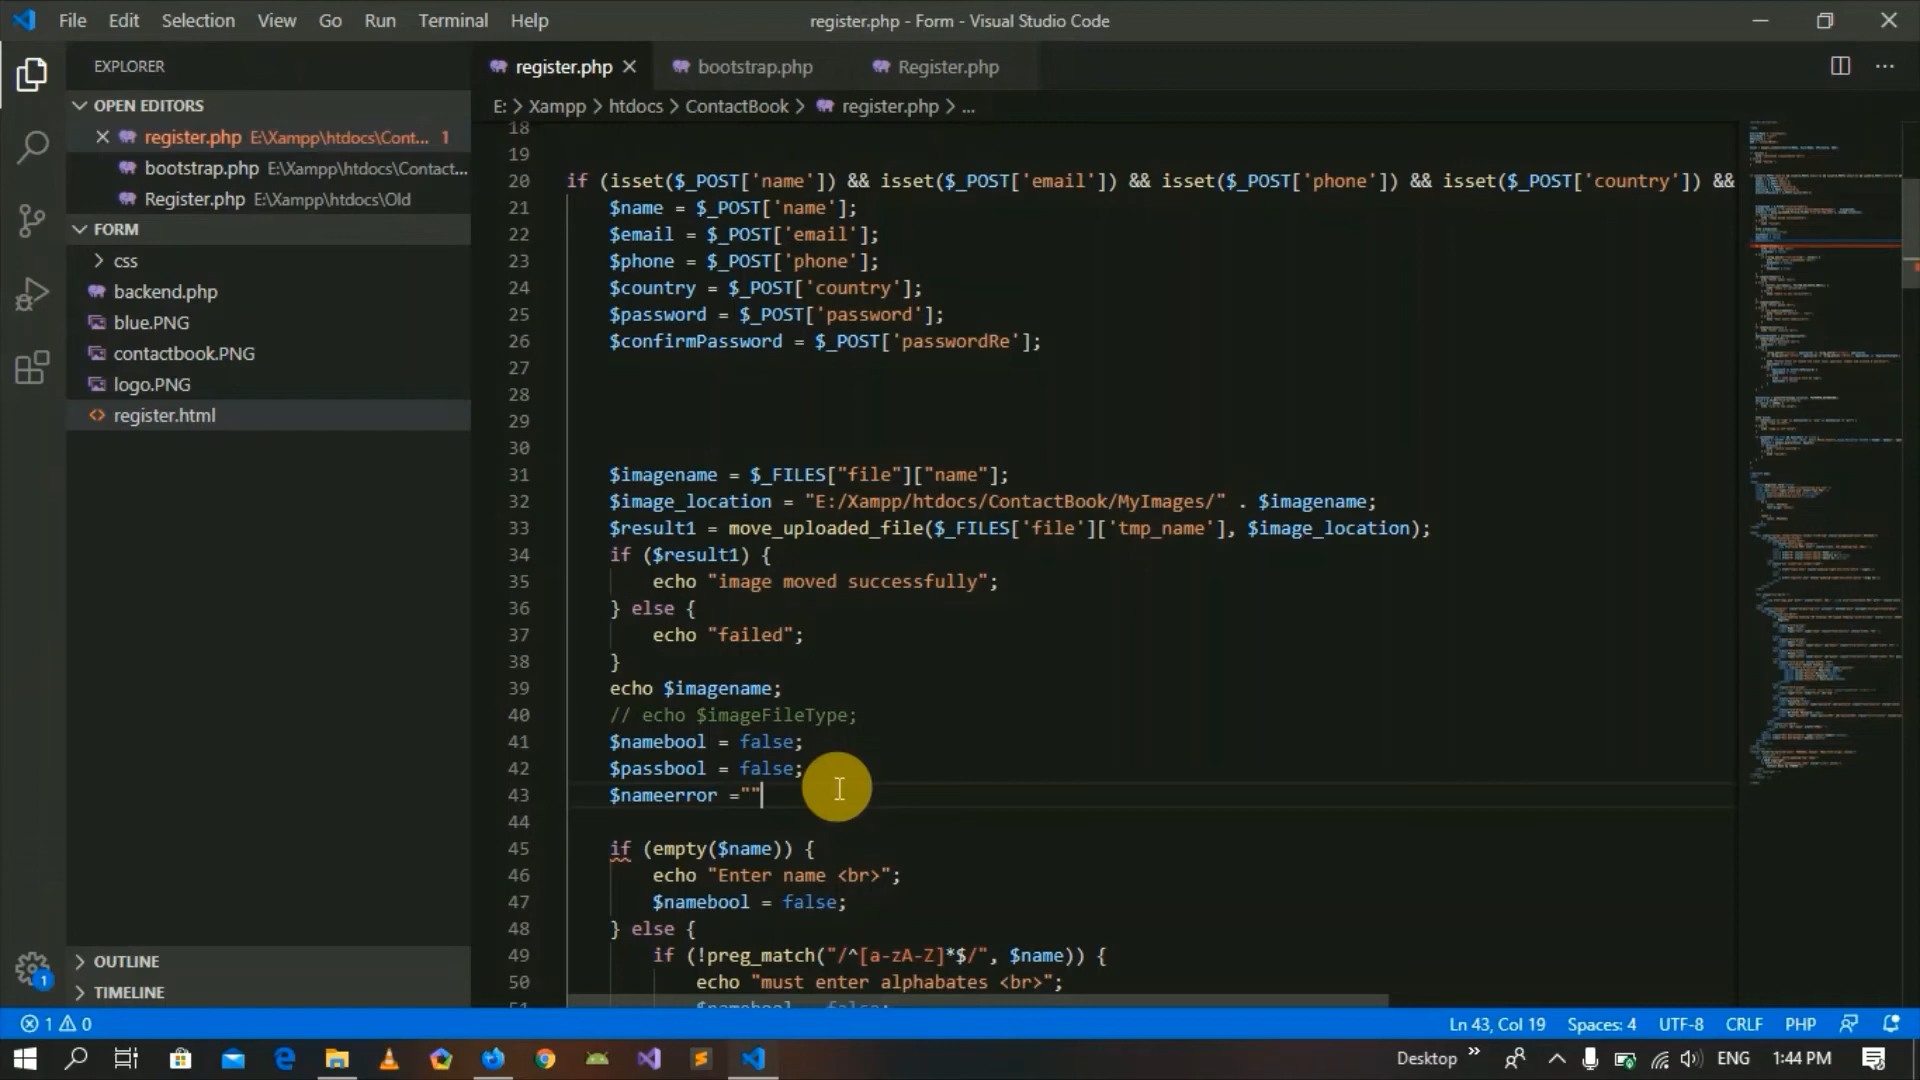 File Edit Selection View Go Run Terminal Help
register.php - Form - Visual Studio Code
EXPLORER
OPEN EDITORS
register.php E:\Xampp\htdocs\Cont... 1
bootstrap.php E:\Xampp\htdocs\Contact...
Register.php E:\Xampp\htdocs\Old
FORM
css
backend.php
blue.PNG
contactbook.PNG
logo.PNG
register.html
OUTLINE
TIMELINE
register.php bootstrap.php Register.php
E: > Xampp > htdocs > ContactBook > register.php > ...
18
19
20 if (isset($_POST['name']) && isset($_POST['email']) && isset($_POST['phone']) && isset($_POST['country']) &&
21 $name = $_POST['name'];
22 $email = $_POST['email'];
23 $phone = $_POST['phone'];
24 $country = $_POST['country'];
25 $password = $_POST['password'];
26 $confirmPassword = $_POST['passwordRe'];
27
28
29
30
31 $imagename = $_FILES["file"]["name"];
32 $image_location = "E:/Xampp/htdocs/ContactBook/MyImages/" . $imagename;
33 $result1 = move_uploaded_file($_FILES['file']['tmp_name'], $image_location);
34 if ($result1) {
35 echo "image moved successfully";
36 } else {
37 echo "failed";
38 }
39 echo $imagename;
40 // echo $imageFileType;
41 $namebool = false;
42 $passbool = false;
43 $nameerror =""
44
45 if (empty($name)) {
46 echo "Enter name <br>";
47 $namebool = false;
48 } else {
49 if (!preg_match("/^[a-zA-Z]*$/", $name)) {
50 echo "must enter alphabates <br>";
51 $namebool = false;
1 0
Ln 43, Col 19 Spaces: 4 UTF-8 CRLF PHP
1
Desktop » ENG 1:44 PM